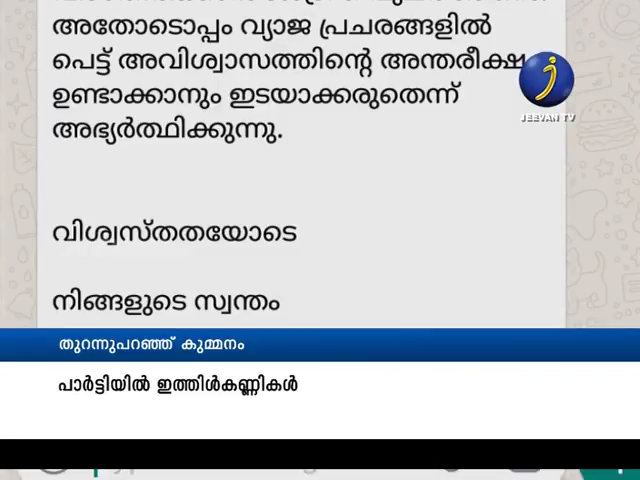 അതോടൊപ്പം വ്യാജ പ്രചരങ്ങളിൽ
പെട്ട് അവിശ്വാസത്തിന്റെ അന്തരീക്ഷം
ഉണ്ടാക്കാനും ഇടയാക്കരുതെന്ന്
അഭ്യർത്ഥിക്കുന്നു.
JEEVAN TV
വിശ്വസ്തതയോടെ
നിങ്ങളുടെ സ്വന്തം
തുറന്നുപറഞ്ഞ് കുമ്മനം
പാർട്ടിയിൽ ഇത്തിൾകണ്ണികൾ